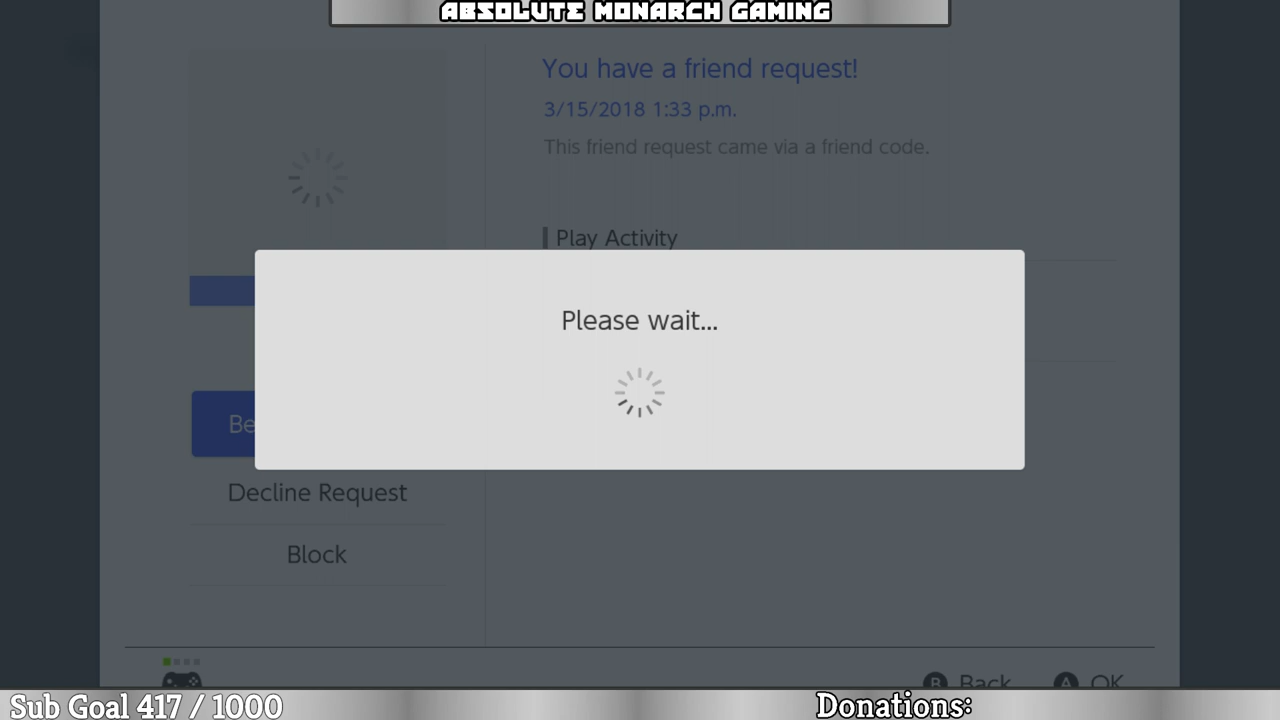 ABSOLUTE MONARCH GAMING
You have a friend request!
3/15/2018 1:33 p.m.
This friend request came via a friend code.
Play Activity
Please wait...
Be
Decline Request
Block
B Back A OK
Sub Goal 417 / 1000
Donations: